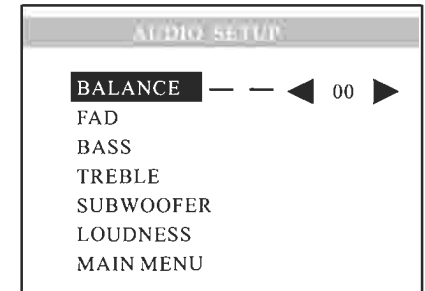 AUDIO SETUP
BALANCE — — ◀ 00 ▶
FAD
BASS
TREBLE
SUBWOOFER
LOUDNESS
MAIN MENU